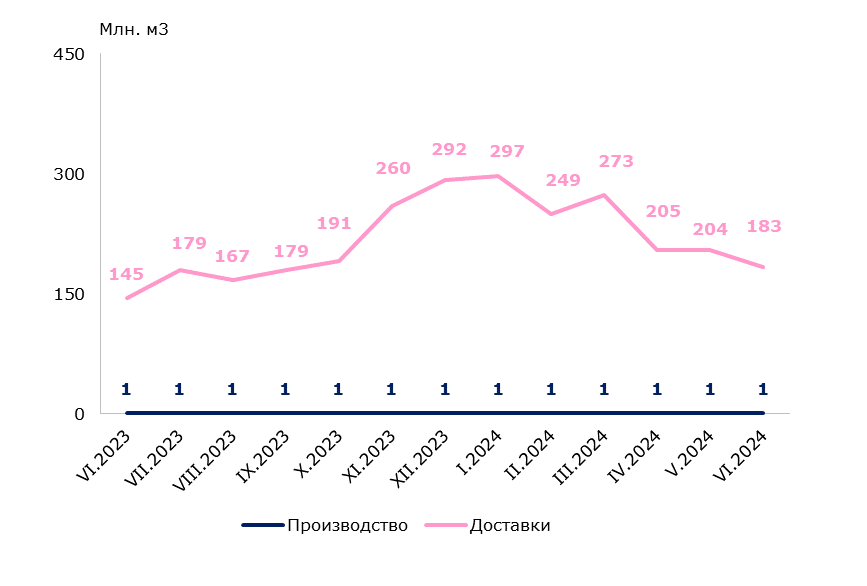 Млн. м3
450
300
150
0
145 179 167 179 191 260 292 297 249 273 205 204 183
1 1 1 1 1 1 1 1 1 1 1 1 1
VI.2023 VII.2023 VIII.2023 IX.2023 X.2023 XI.2023 XII.2023 I.2024 II.2024 III.2024 IV.2024 V.2024 VI.2024
Производство Доставки